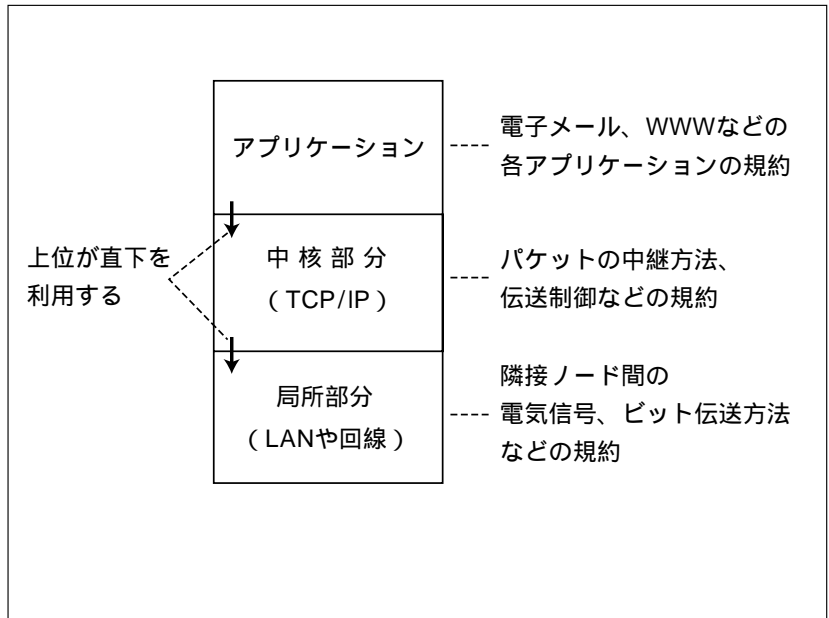 アプリケーション
電子メール、WWWなどの
各アプリケーションの規約
上位が直下を
利用する
中 核 部 分
（TCP/IP）
パケットの中継方法、
伝送制御などの規約
局所部分
（LANや回線）
隣接ノード間の
電気信号、ビット伝送方法
などの規約